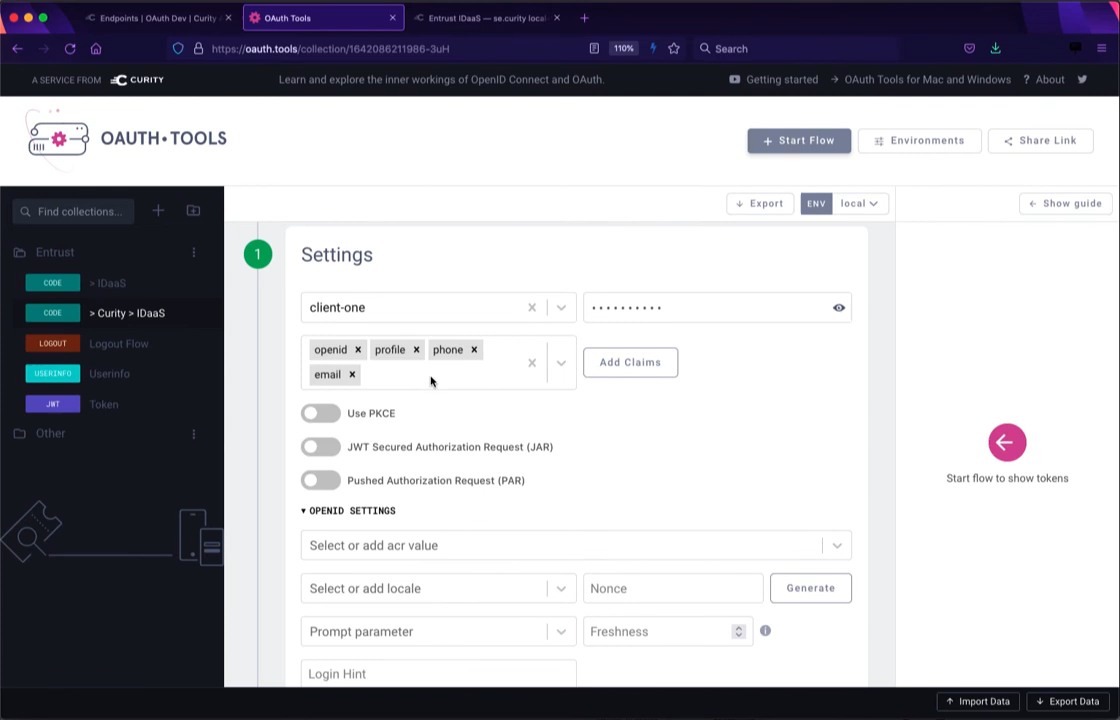 Endpoints | OAuth Dev | Curity
OAuth Tools
Entrust IDaaS — se.curity local
https://oauth.tools/collection/1642086211986-3uH
110%
Search
A SERVICE FROM CURITY
Learn and explore the inner workings of OpenID Connect and OAuth.
Getting started
OAuth Tools for Mac and Windows
? About
OAUTH•TOOLS
+ Start Flow
Environments
Share Link
Find collections...
Export
ENV local
Show guide
Entrust
CODE > IDaaS
CODE > Curity > IDaaS
LOGOUT Logout Flow
USERINFO Userinfo
JWT Token
Other
1
Settings
client-one
openid × profile × phone ×
email ×
Add Claims
Use PKCE
JWT Secured Authorization Request (JAR)
Pushed Authorization Request (PAR)
OPENID SETTINGS
Select or add acr value
Select or add locale
Nonce
Generate
Prompt parameter
Freshness
Login Hint
Start flow to show tokens
Import Data
Export Data